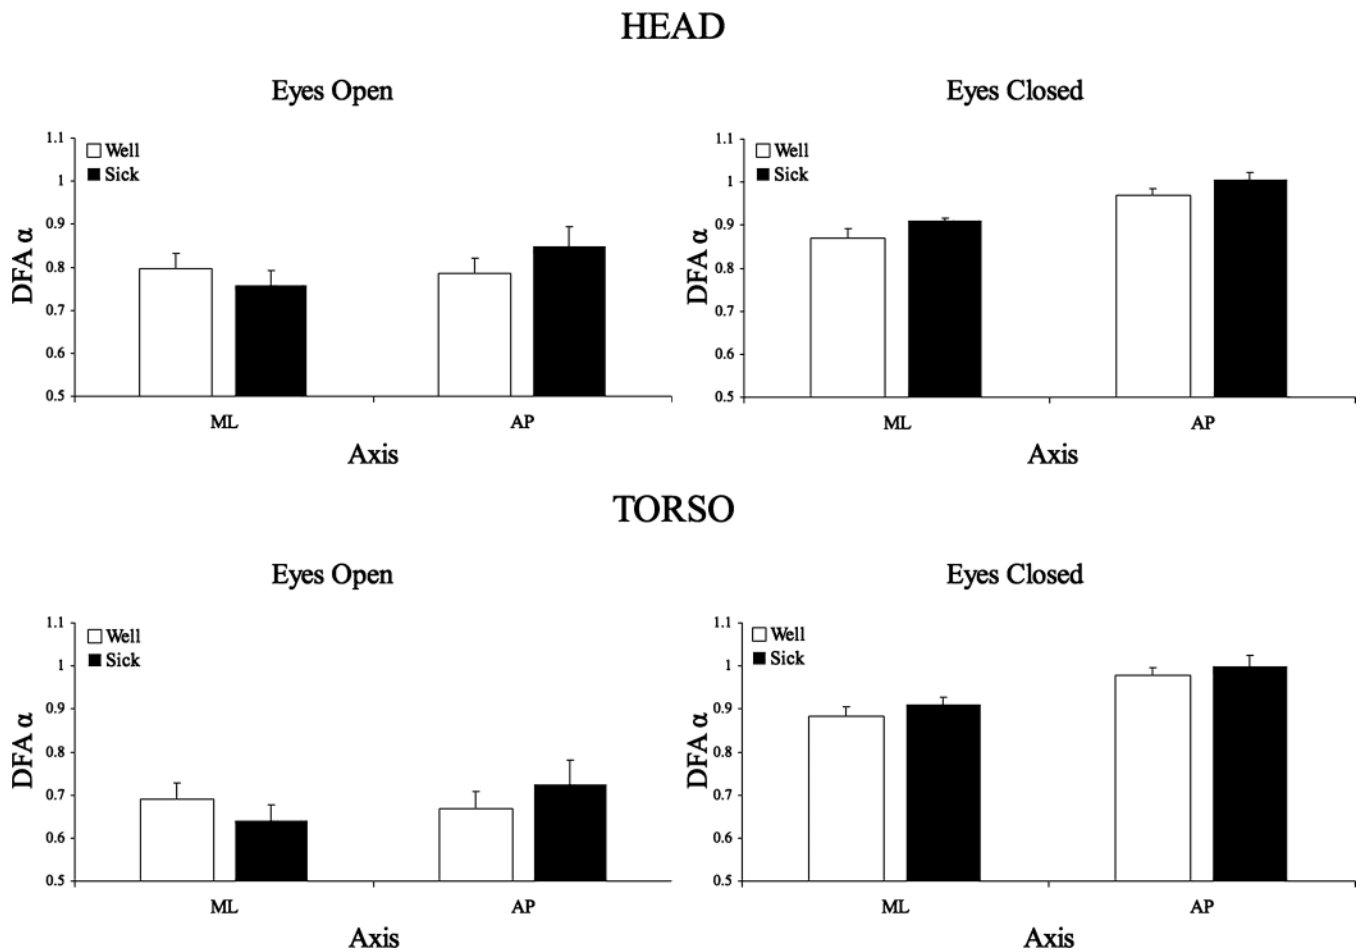 HEAD
Eyes Open
DFA α
1.1
1
0.9
0.8
0.7
0.6
0.5
Well
Sick
ML
AP
Axis
Eyes Closed
DFA α
1.1
1
0.9
0.8
0.7
0.6
0.5
Well
Sick
ML
AP
Axis
TORSO
Eyes Open
DFA α
1.1
1
0.9
0.8
0.7
0.6
0.5
Well
Sick
ML
AP
Axis
Eyes Closed
DFA α
1.1
1
0.9
0.8
0.7
0.6
0.5
Well
Sick
ML
AP
Axis